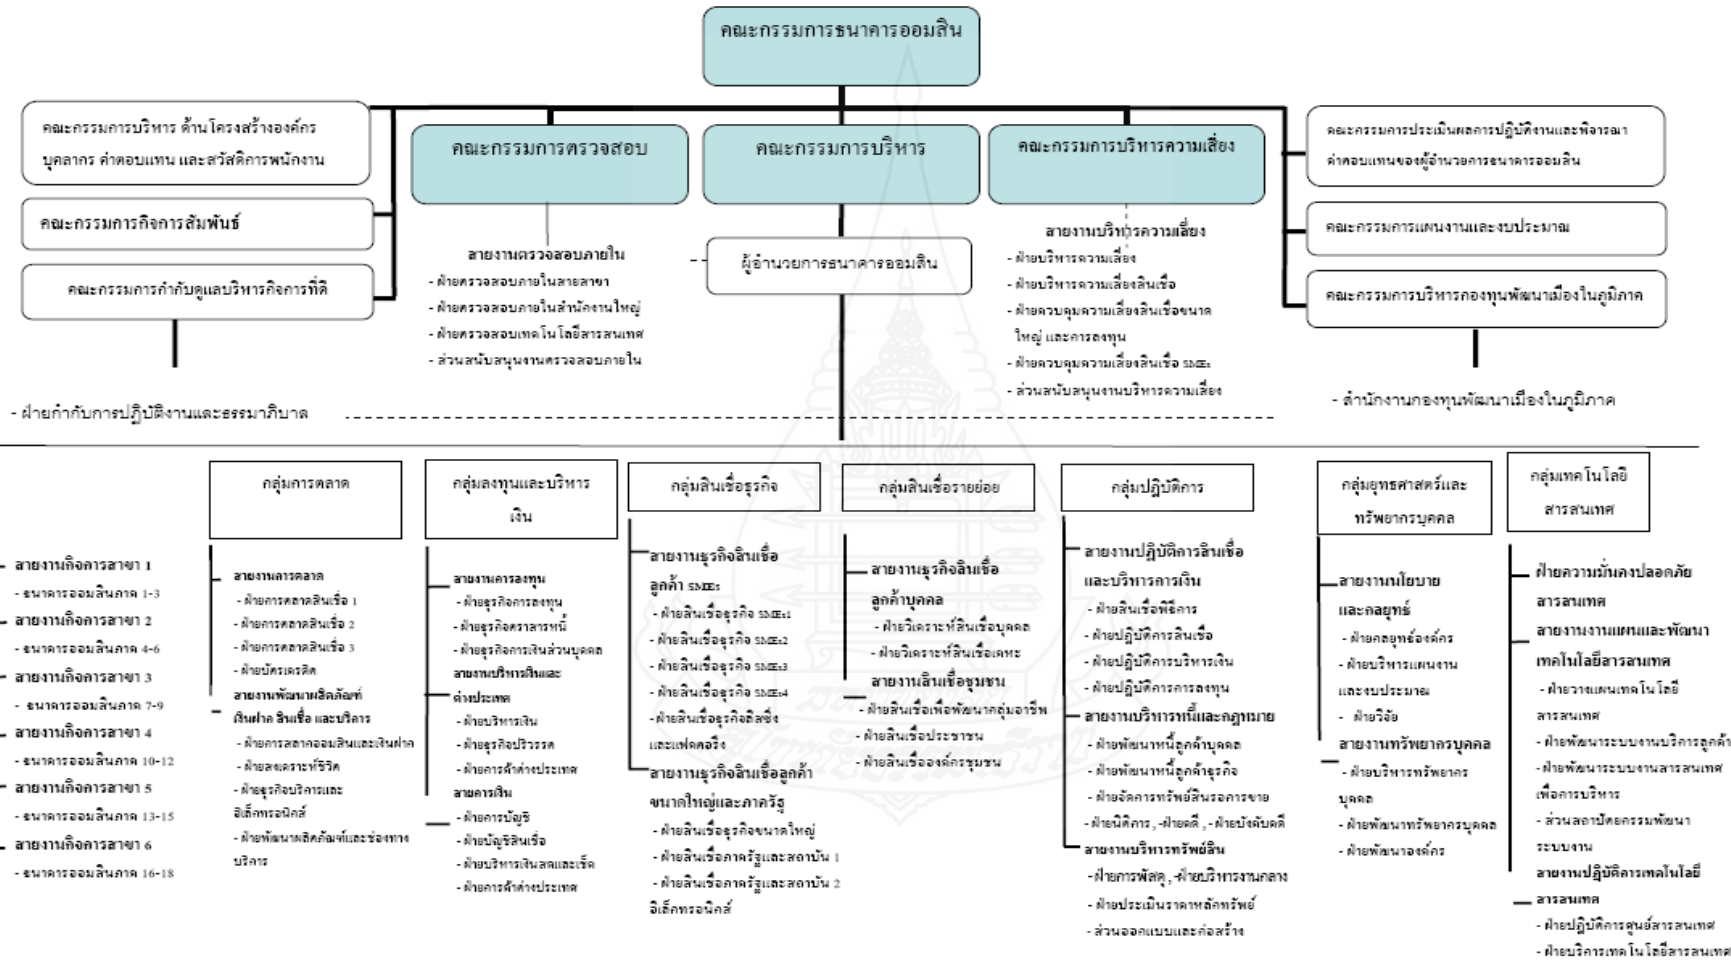 คณะกรรมการธนาคารออมสิน
คณะกรรมการบริหาร ด้านโครงสร้างองค์กร
บุคลากร ค่าตอบแทน และสวัสดิการพนักงาน
คณะกรรมการกิจการสัมพันธ์
คณะกรรมการกำกับดูแลบริหารกิจการที่ดี
- ฝ่ายกำกับการปฏิบัติงานและธรรมาภิบาล
คณะกรรมการตรวจสอบ
สายงานตรวจสอบภายใน
- ฝ่ายตรวจสอบภายในสายสาขา
- ฝ่ายตรวจสอบภายในสำนักงานใหญ่
- ฝ่ายตรวจสอบเทคโนโลยีสารสนเทศ
- ส่วนสนับสนุนงานตรวจสอบภายใน
คณะกรรมการบริหาร
ผู้อำนวยการธนาคารออมสิน
คณะกรรมการบริหารความเสี่ยง
สายงานบริหารความเสี่ยง
- ฝ่ายบริหารความเสี่ยง
- ฝ่ายบริหารความเสี่ยงสินเชื่อ
- ฝ่ายควบคุมความเสี่ยงสินเชื่อขนาด
ใหญ่ และการลงทุน
- ฝ่ายควบคุมความเสี่ยงสินเชื่อ SMEs
- ส่วนสนับสนุนงานบริหารความเสี่ยง
คณะกรรมการประเมินผลการปฏิบัติงานและพิจารณา
ค่าตอบแทนของผู้อำนวยการธนาคารออมสิน
คณะกรรมการแผนงานและงบประมาณ
คณะกรรมการบริหารกองทุนพัฒนาเมืองในภูมิภาค
- สำนักงานกองทุนพัฒนาเมืองในภูมิภาค
สายงานกิจการสาขา 1
- ธนาคารออมสินภาค 1-3
สายงานกิจการสาขา 2
- ธนาคารออมสินภาค 4-6
สายงานกิจการสาขา 3
- ธนาคารออมสินภาค 7-9
สายงานกิจการสาขา 4
- ธนาคารออมสินภาค 10-12
สายงานกิจการสาขา 5
- ธนาคารออมสินภาค 13-15
สายงานกิจการสาขา 6
- ธนาคารออมสินภาค 16-18
กลุ่มการตลาด
สายงานการตลาด
- ฝ่ายการตลาดสินเชื่อ 1
- ฝ่ายการตลาดสินเชื่อ 2
- ฝ่ายการตลาดสินเชื่อ 3
- ฝ่ายบัตรเครดิต
สายงานพัฒนาผลิตภัณฑ์
เงินฝาก สินเชื่อ และบริการ
- ฝ่ายการสลากออมสินและเงินฝาก
- ฝ่ายสงเคราะห์ชีวิต
- ฝ่ายธุรกิจบริการและ
อิเล็กทรอนิกส์
- ฝ่ายพัฒนาผลิตภัณฑ์และช่องทาง
บริการ
กลุ่มลงทุนและบริหาร
เงิน
สายงานการลงทุน
- ฝ่ายธุรกิจการลงทุน
- ฝ่ายธุรกิจตราสารหนี้
- ฝ่ายธุรกิจการเงินส่วนบุคคล
สายงานบริหารเงินและ
ต่างประเทศ
- ฝ่ายบริหารเงิน
- ฝ่ายธุรกิจปริวรรต
- ฝ่ายการค้าต่างประเทศ
สายการเงิน
- ฝ่ายการบัญชี
- ฝ่ายบัญชีสินเชื่อ
- ฝ่ายบริหารเงินสดและเช็ค
- ฝ่ายการค้าต่างประเทศ
กลุ่มสินเชื่อธุรกิจ
สายงานธุรกิจสินเชื่อ
ลูกค้า SMEs
- ฝ่ายสินเชื่อธุรกิจ SMEs1
- ฝ่ายสินเชื่อธุรกิจ SMEs2
- ฝ่ายสินเชื่อธุรกิจ SMEs3
- ฝ่ายสินเชื่อธุรกิจ SMEs4
- ฝ่ายสินเชื่อธุรกิจลิสซิ่ง
และแฟคตอริ่ง
สายงานธุรกิจสินเชื่อลูกค้า
ขนาดใหญ่และภาครัฐ
- ฝ่ายสินเชื่อธุรกิจขนาดใหญ่
- ฝ่ายสินเชื่อภาครัฐและสถาบัน 1
- ฝ่ายสินเชื่อภาครัฐและสถาบัน 2
อิเล็กทรอนิกส์
กลุ่มสินเชื่อรายย่อย
สายงานธุรกิจสินเชื่อ
ลูกค้าบุคคล
- ฝ่ายวิเคราะห์สินเชื่อบุคคล
- ฝ่ายวิเคราะห์สินเชื่อเคหะ
สายงานสินเชื่อชุมชน
- ฝ่ายสินเชื่อเพื่อพัฒนากลุ่มอาชีพ
- ฝ่ายสินเชื่อประชาชน
- ฝ่ายสินเชื่อองค์กรชุมชน
กลุ่มปฏิบัติการ
สายงานปฏิบัติการสินเชื่อ
และบริหารการเงิน
- ฝ่ายสินเชื่อพิธีการ
- ฝ่ายปฏิบัติการสินเชื่อ
- ฝ่ายปฏิบัติการบริหารเงิน
- ฝ่ายปฏิบัติการการลงทุน
สายงานบริหารหนี้และกฎหมาย
- ฝ่ายพัฒนาหนี้ลูกค้าบุคคล
- ฝ่ายพัฒนาหนี้ลูกค้าธุรกิจ
- ฝ่ายจัดการทรัพย์สินรอการขาย
- ฝ่ายนิติการ , -ฝ่ายคดี , -ฝ่ายบังคับคดี
สายงานบริหารทรัพย์สิน
-ฝ่ายการพัสดุ , -ฝ่ายบริหารงานกลาง
- ฝ่ายประเมินราคาหลักทรัพย์
- ส่วนออกแบบและก่อสร้าง
กลุ่มยุทธศาสตร์และ
ทรัพยากรบุคคล
สายงานนโยบาย
และกลยุทธ์
- ฝ่ายกลยุทธ์องค์กร
- ฝ่ายบริหารแผนงาน
และงบประมาณ
- ฝ่ายวิจัย
สายงานทรัพยากรบุคคล
- ฝ่ายบริหารทรัพยากร
บุคคล
- ฝ่ายพัฒนาทรัพยากรบุคคล
- ฝ่ายพัฒนาองค์กร
กลุ่มเทคโนโลยี
สารสนเทศ
ฝ่ายความมั่นคงปลอดภัย
สารสนเทศ
สายงานงานแผนและพัฒนา
เทคโนโลยีสารสนเทศ
- ฝ่ายวางแผนเทคโนโลยี
สารสนเทศ
- ฝ่ายพัฒนาระบบงานบริการลูกค้า
- ฝ่ายพัฒนาระบบงานสารสนเทศ
เพื่อการบริหาร
- ส่วนสถาปัตยกรรมพัฒนา
ระบบงาน
สายงานปฏิบัติการเทคโนโลยี
สารสนเทศ
- ฝ่ายปฏิบัติการศูนย์สารสนเทศ
- ฝ่ายบริการเทคโนโลยีสารสนเทศ